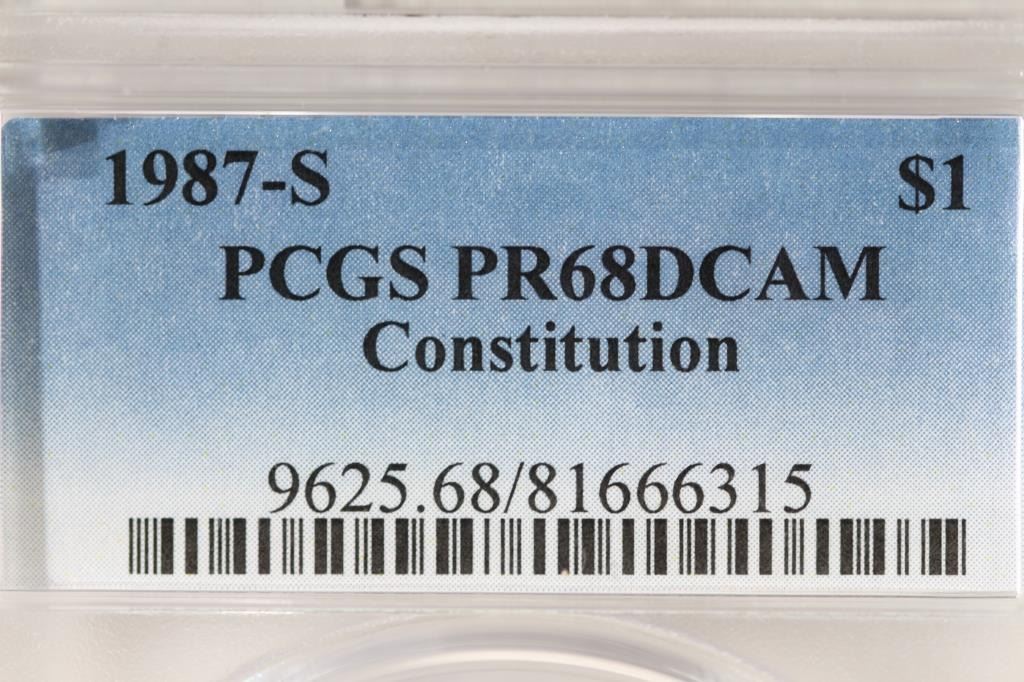 1987-S $1
PCGS PR68DCAM
Constitution
9625.68/81666315